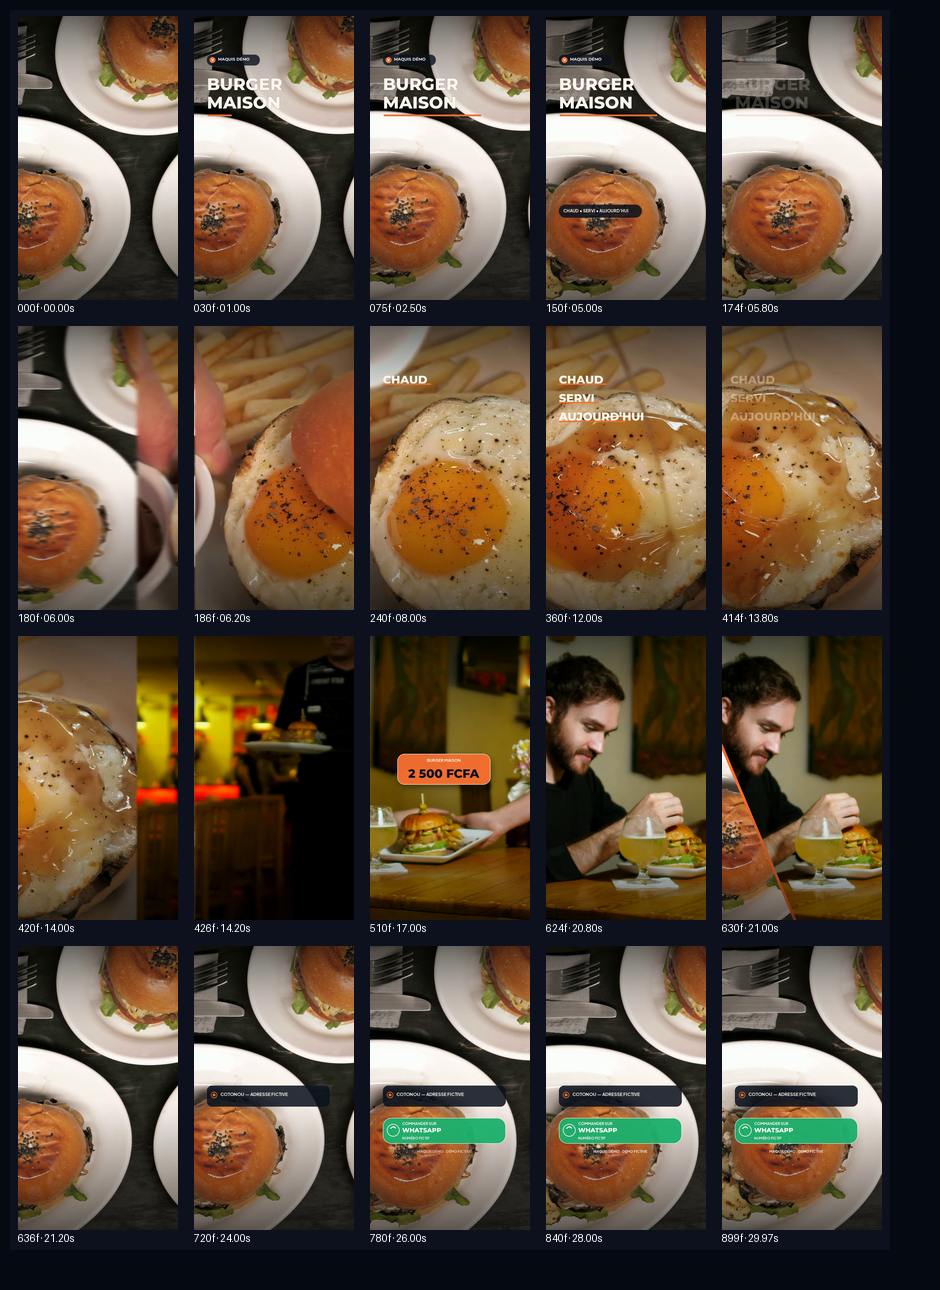 MAQUIS DÉMO
BURGER
MAISON
MAQUIS DÉMO
BURGER
MAISON
MAQUIS DÉMO
BURGER
MAISON
CHAUD • SERVI • AUJOURD'HUI
MAQUIS DÉMO
BURGER
MAISON
000f·00.00s
030f·01.00s
075f·02.50s
150f·05.00s
174f·05.80s
CHAUD
CHAUD
SERVI
AUJOURD'HUI
CHAUD
SERVI
AUJOURD'HUI
180f·06.00s
186f·06.20s
240f·08.00s
360f·12.00s
414f·13.80s
BURGER MAISON
2 500 FCFA
420f·14.00s
426f·14.20s
510f·17.00s
624f·20.80s
630f·21.00s
COTONOU — ADRESSE FICTIVE
COTONOU — ADRESSE FICTIVE
COMMANDER SUR
WHATSAPP
NUMÉRO FICTIF
MAQUIS DÉMO · DÉMO FICTIVE
COTONOU — ADRESSE FICTIVE
COMMANDER SUR
WHATSAPP
NUMÉRO FICTIF
MAQUIS DÉMO · DÉMO FICTIVE
COTONOU — ADRESSE FICTIVE
COMMANDER SUR
WHATSAPP
NUMÉRO FICTIF
MAQUIS DÉMO · DÉMO FICTIVE
636f·21.20s
720f·24.00s
780f·26.00s
840f·28.00s
899f·29.97s